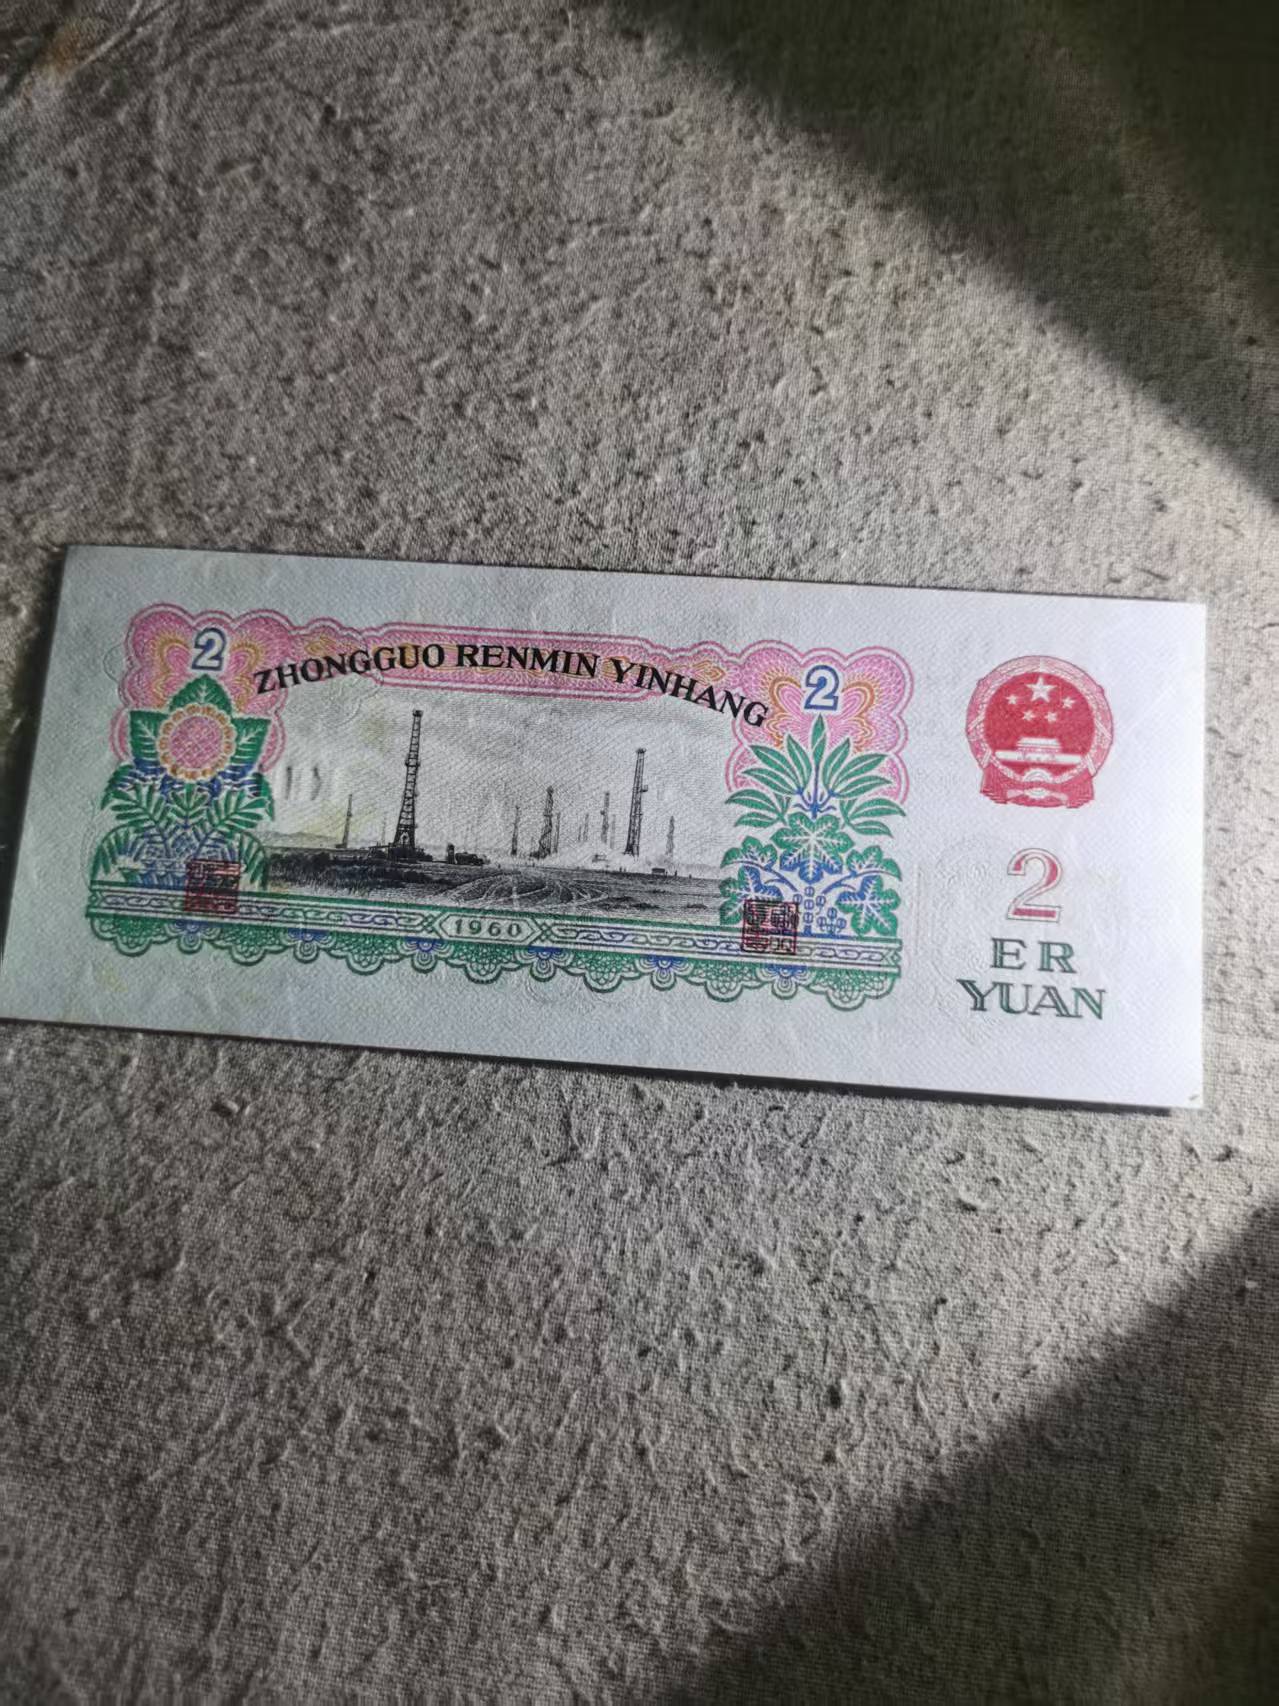 2
ZHONGGUO RENMIN YINHANG
2
1960
2
ER
YUAN